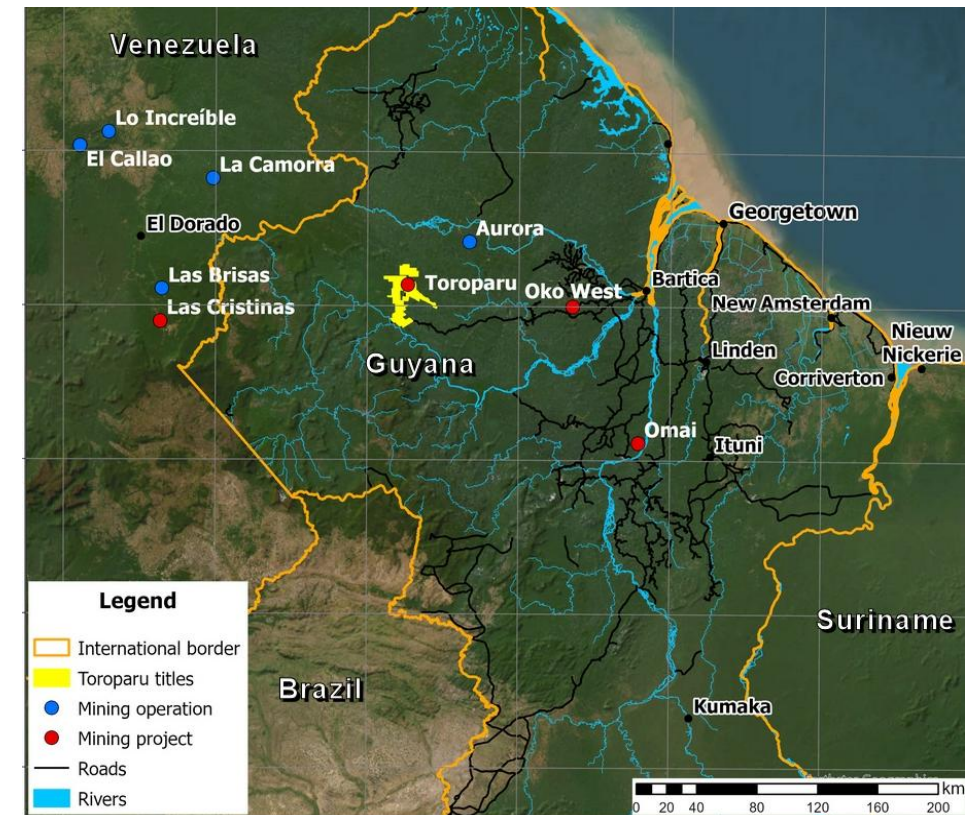 Venezuela
Lo Increíble
El Callao
La Camorra
El Dorado
Georgetown
Aurora
Las Brisas
Toroparu
Oko West
Bartica
Las Cristinas
New Amsterdam
Nieuw
Nickerie
Guyana
Linden
Corriverton
Omai
Ituni
Legend
International border
Toroparu titles
Mining operation
Mining project
Roads
Rivers
Suriname
Brazil
Kumaka
km
0 20 40 80 120 160 200